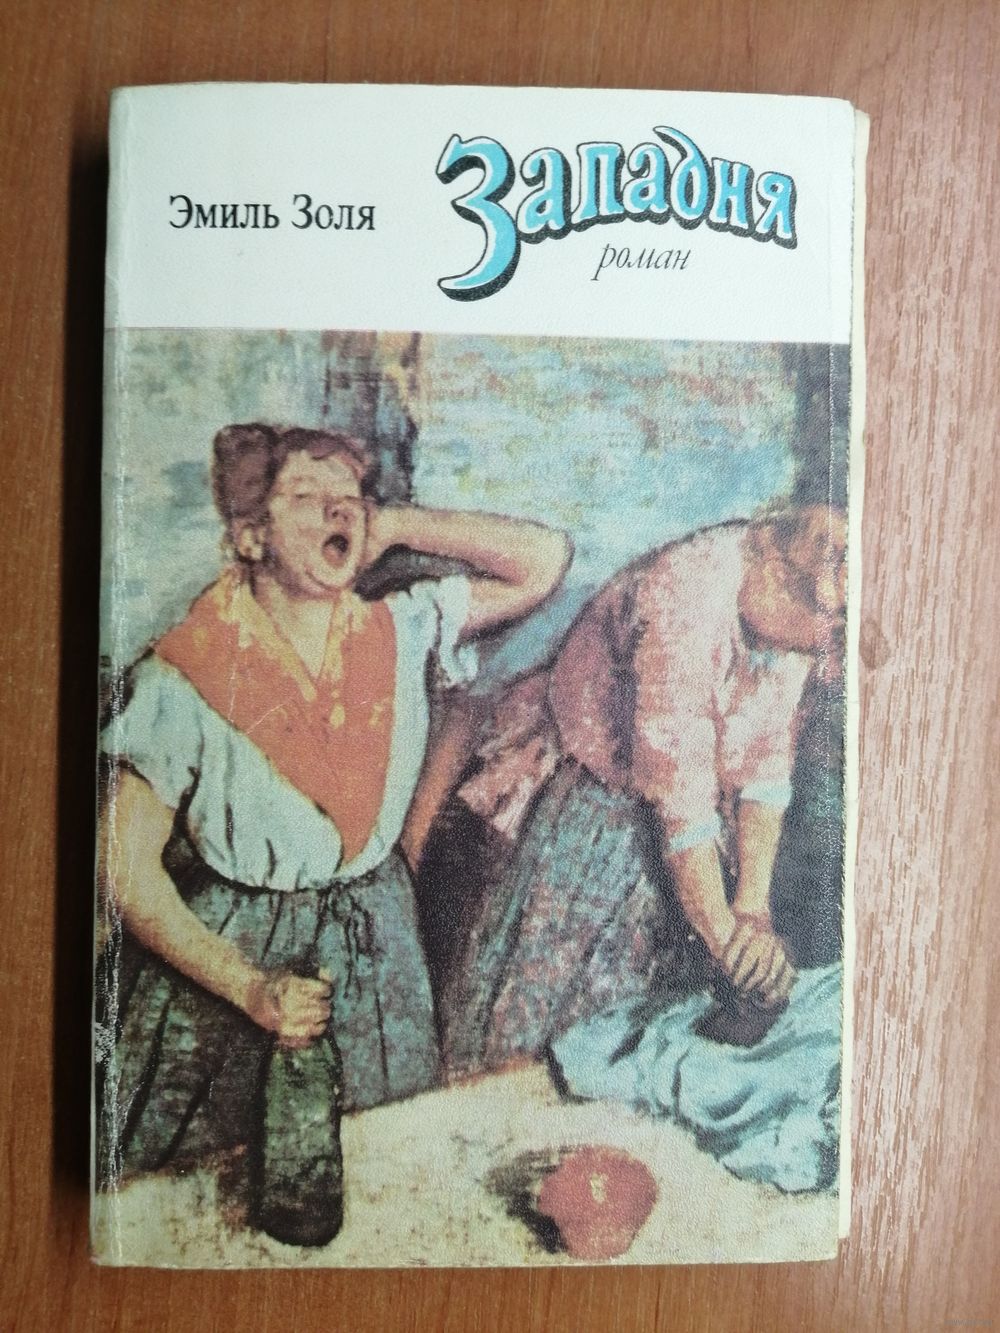 Эмиль Золя
Западня
роман